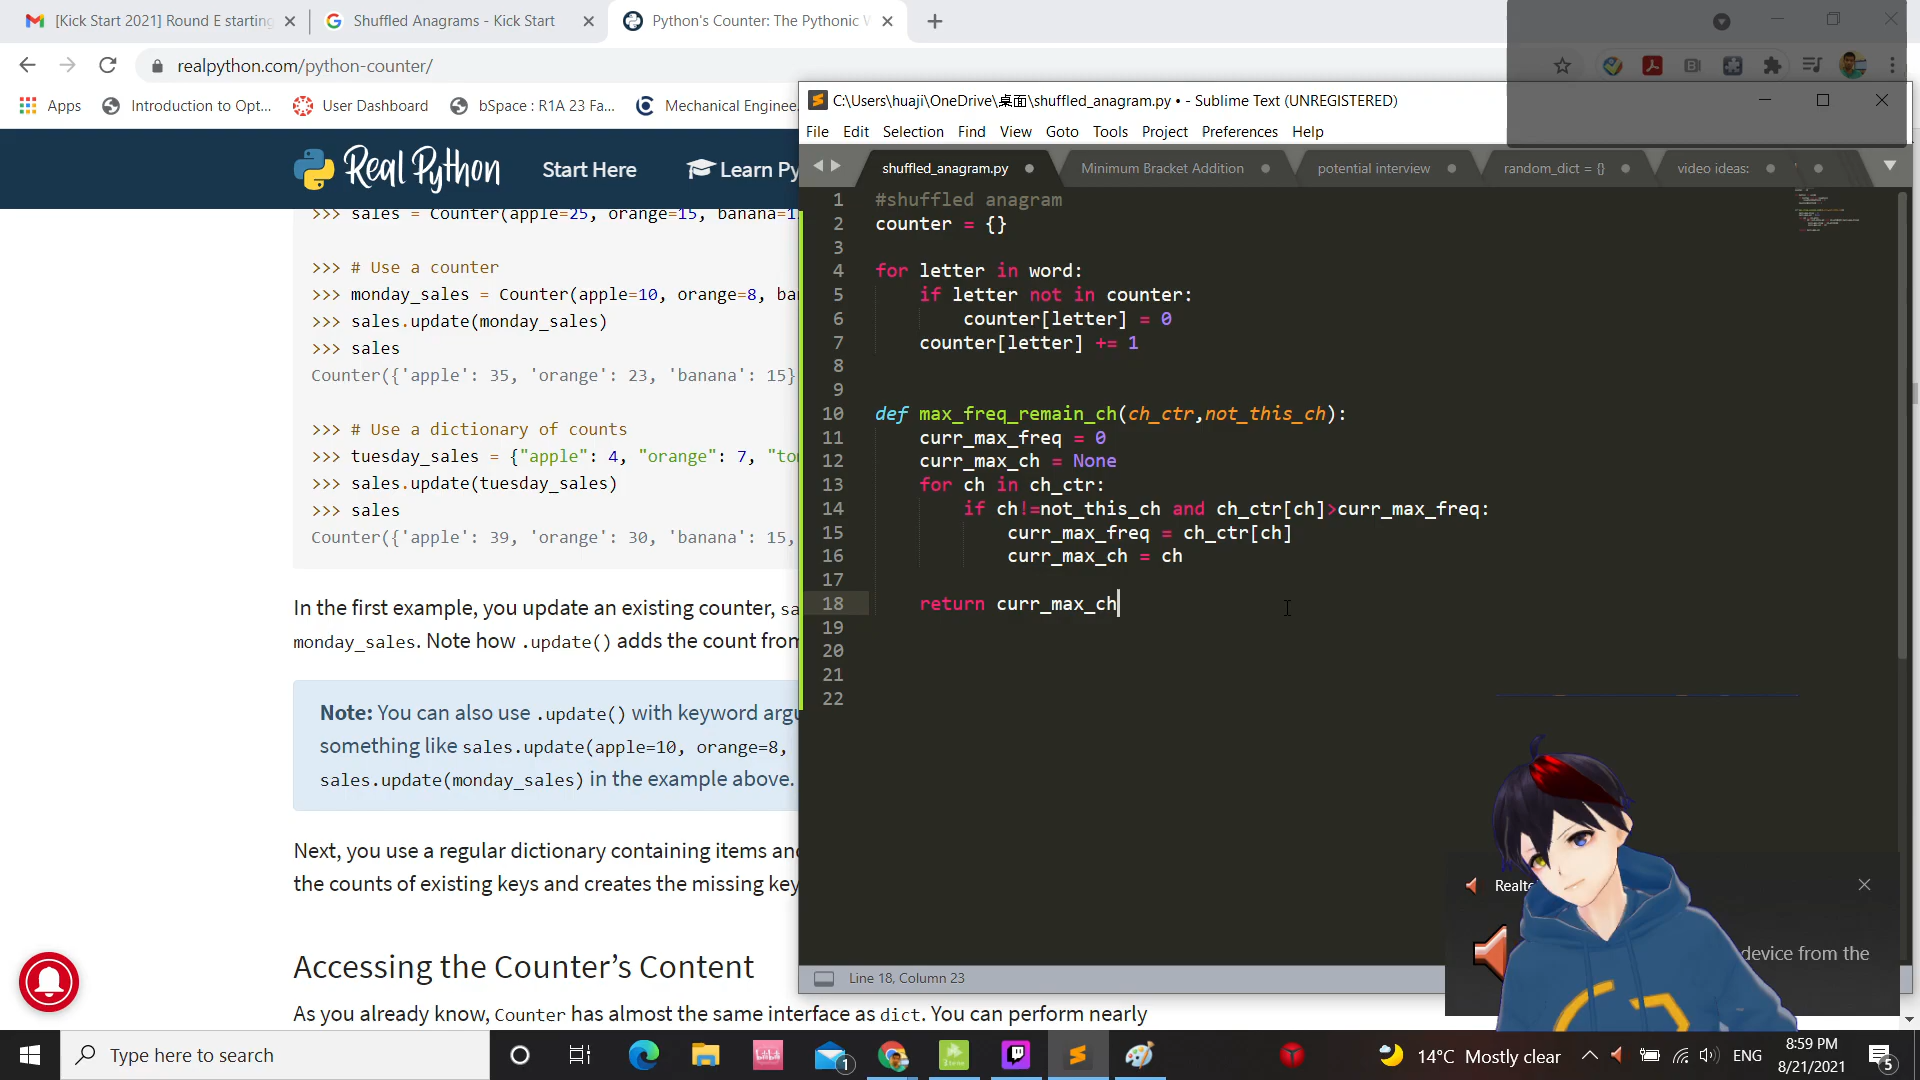 [Kick Start 2021] Round E starting
Shuffled Anagrams - Kick Start
Python's Counter: The Pythonic W
realpython.com/python-counter/
Apps
Introduction to Opt...
User Dashboard
bSpace : R1A 23 Fa...
Mechanical Enginee...
Real Python
Start Here
Learn Py
>>> sales = Counter(apple=25, orange=15, banana=1
>>> # Use a counter
>>> monday_sales = Counter(apple=10, orange=8, ba
>>> sales.update(monday_sales)
>>> sales
Counter({'apple': 35, 'orange': 23, 'banana': 15}
>>> # Use a dictionary of counts
>>> tuesday_sales = {"apple": 4, "orange": 7, "to
>>> sales.update(tuesday_sales)
>>> sales
Counter({'apple': 39, 'orange': 30, 'banana': 15,
In the first example, you update an existing counter, sa
monday_sales. Note how .update() adds the count from
Note: You can also use .update() with keyword argu
something like sales.update(apple=10, orange=8,
sales.update(monday_sales) in the example above.
Next, you use a regular dictionary containing items and
the counts of existing keys and creates the missing key
Accessing the Counter's Content
As you already know, Counter has almost the same interface as dict. You can perform nearly
C:\Users\huaji\OneDrive\桌面\shuffled_anagram.py • - Sublime Text (UNREGISTERED)
File Edit Selection Find View Goto Tools Project Preferences Help
shuffled_anagram.py
Minimum Bracket Addition
potential interview
random_dict = {}
video ideas:
1 #shuffled anagram
2 counter = {}
3
4 for letter in word:
5 if letter not in counter:
6 counter[letter] = 0
7 counter[letter] += 1
8
9
10 def max_freq_remain_ch(ch_ctr,not_this_ch):
11 curr_max_freq = 0
12 curr_max_ch = None
13 for ch in ch_ctr:
14 if ch!=not_this_ch and ch_ctr[ch]>curr_max_freq:
15 curr_max_freq = ch_ctr[ch]
16 curr_max_ch = ch
17
18 return curr_max_ch
19
20
21
22
Realte
device from the
Line 18, Column 23
Type here to search
1
14°C Mostly clear
ENG
8:59 PM
8/21/2021
5